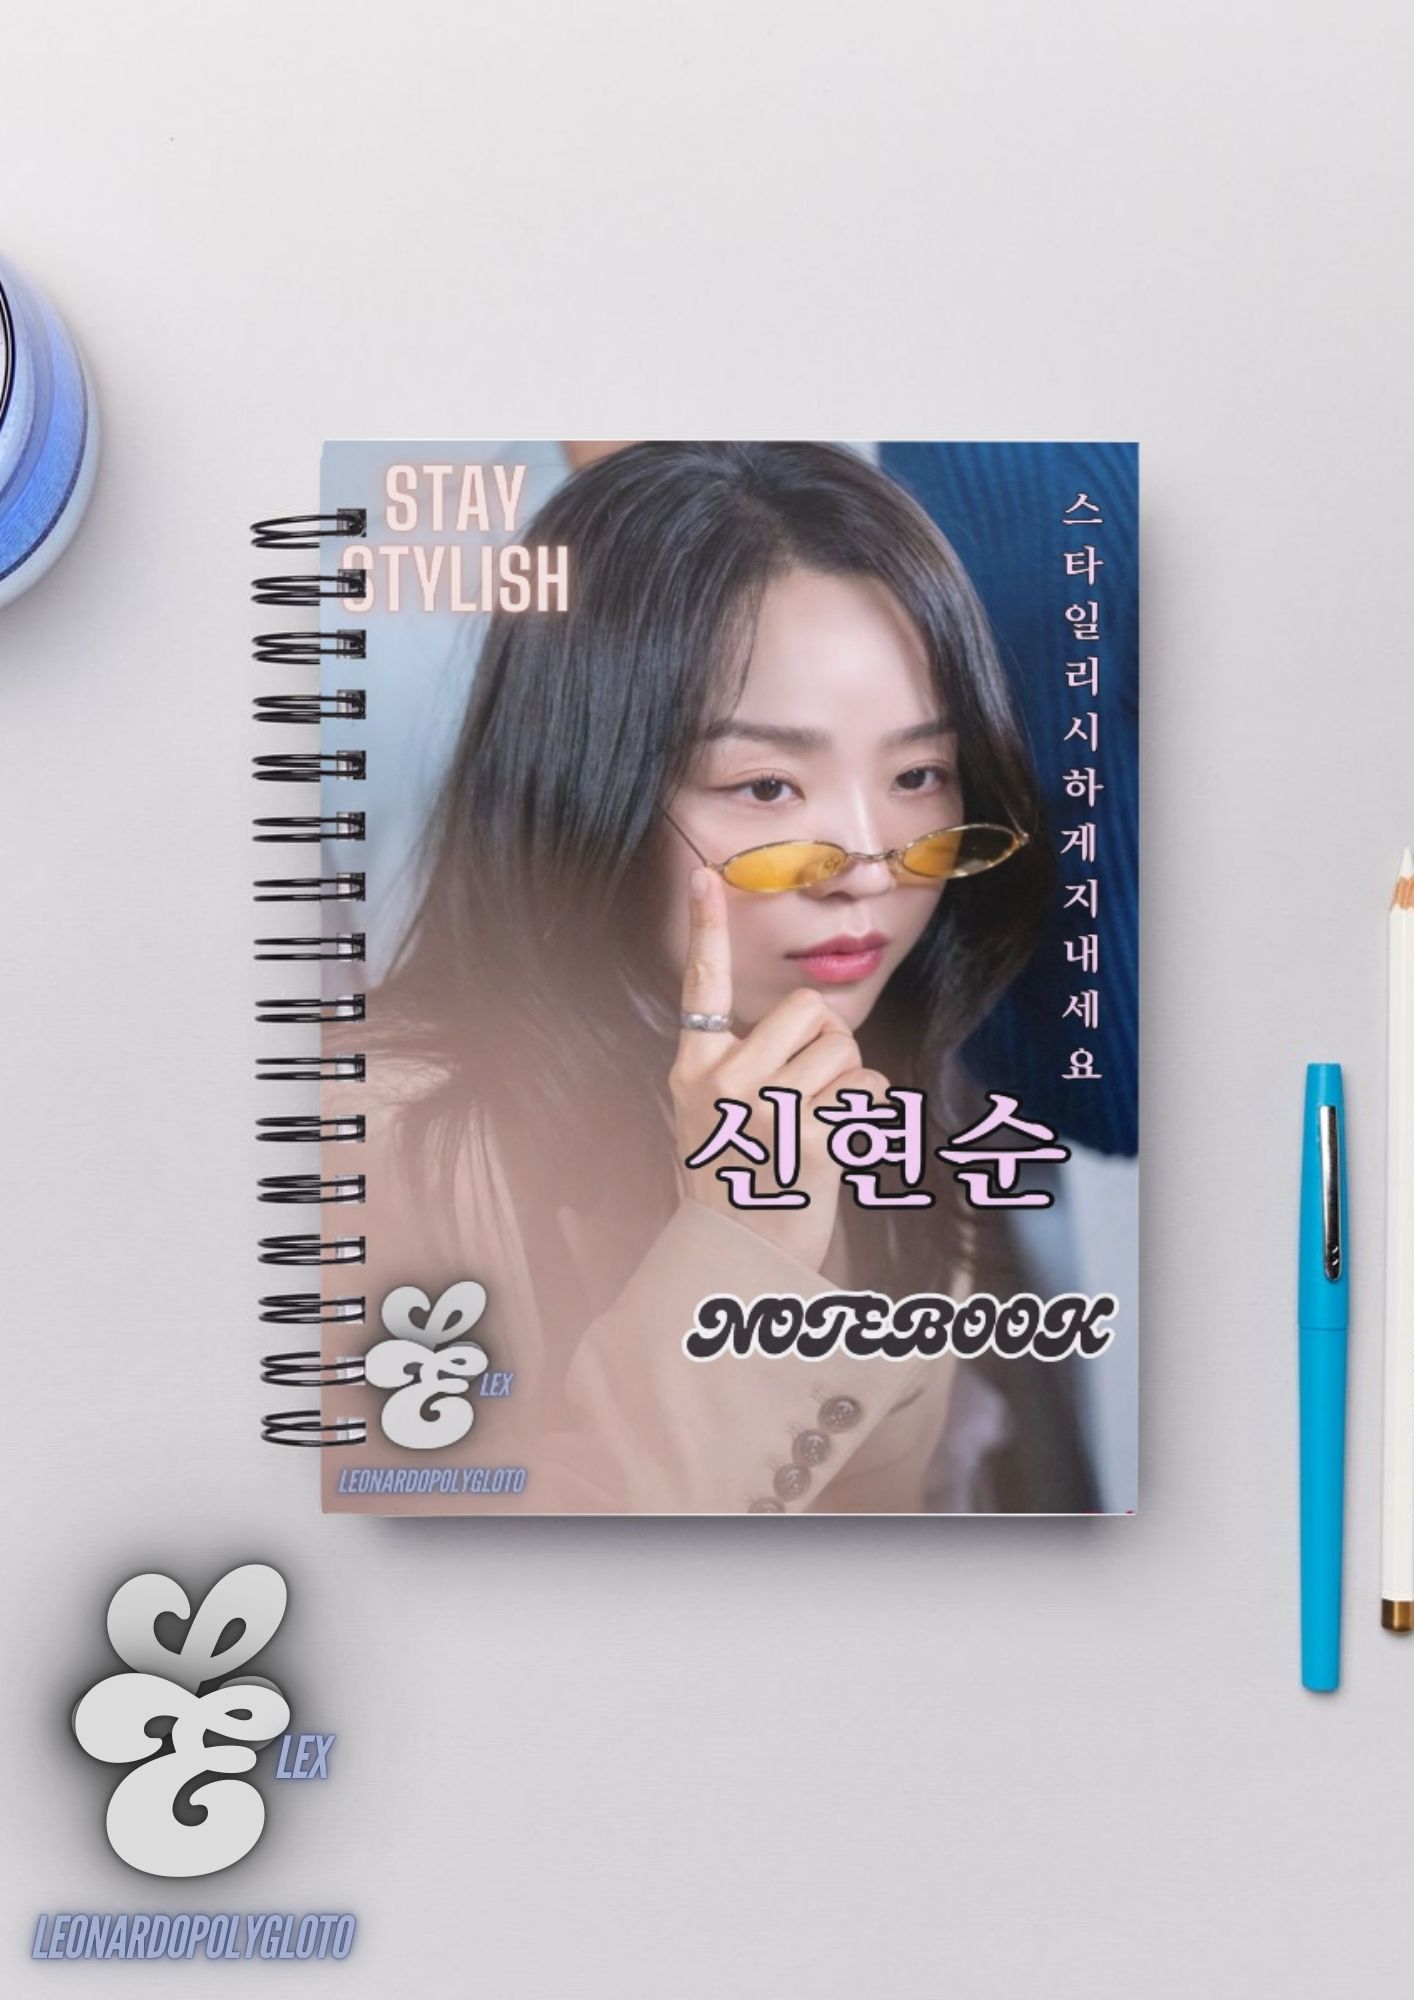 STAY
STYLISH
스타일리시하게지내세요
신현순
NOTEBOOK
LEX
LEONARDOPOLYGLOTO
LEX
LEONARDOPOLYGLOTO